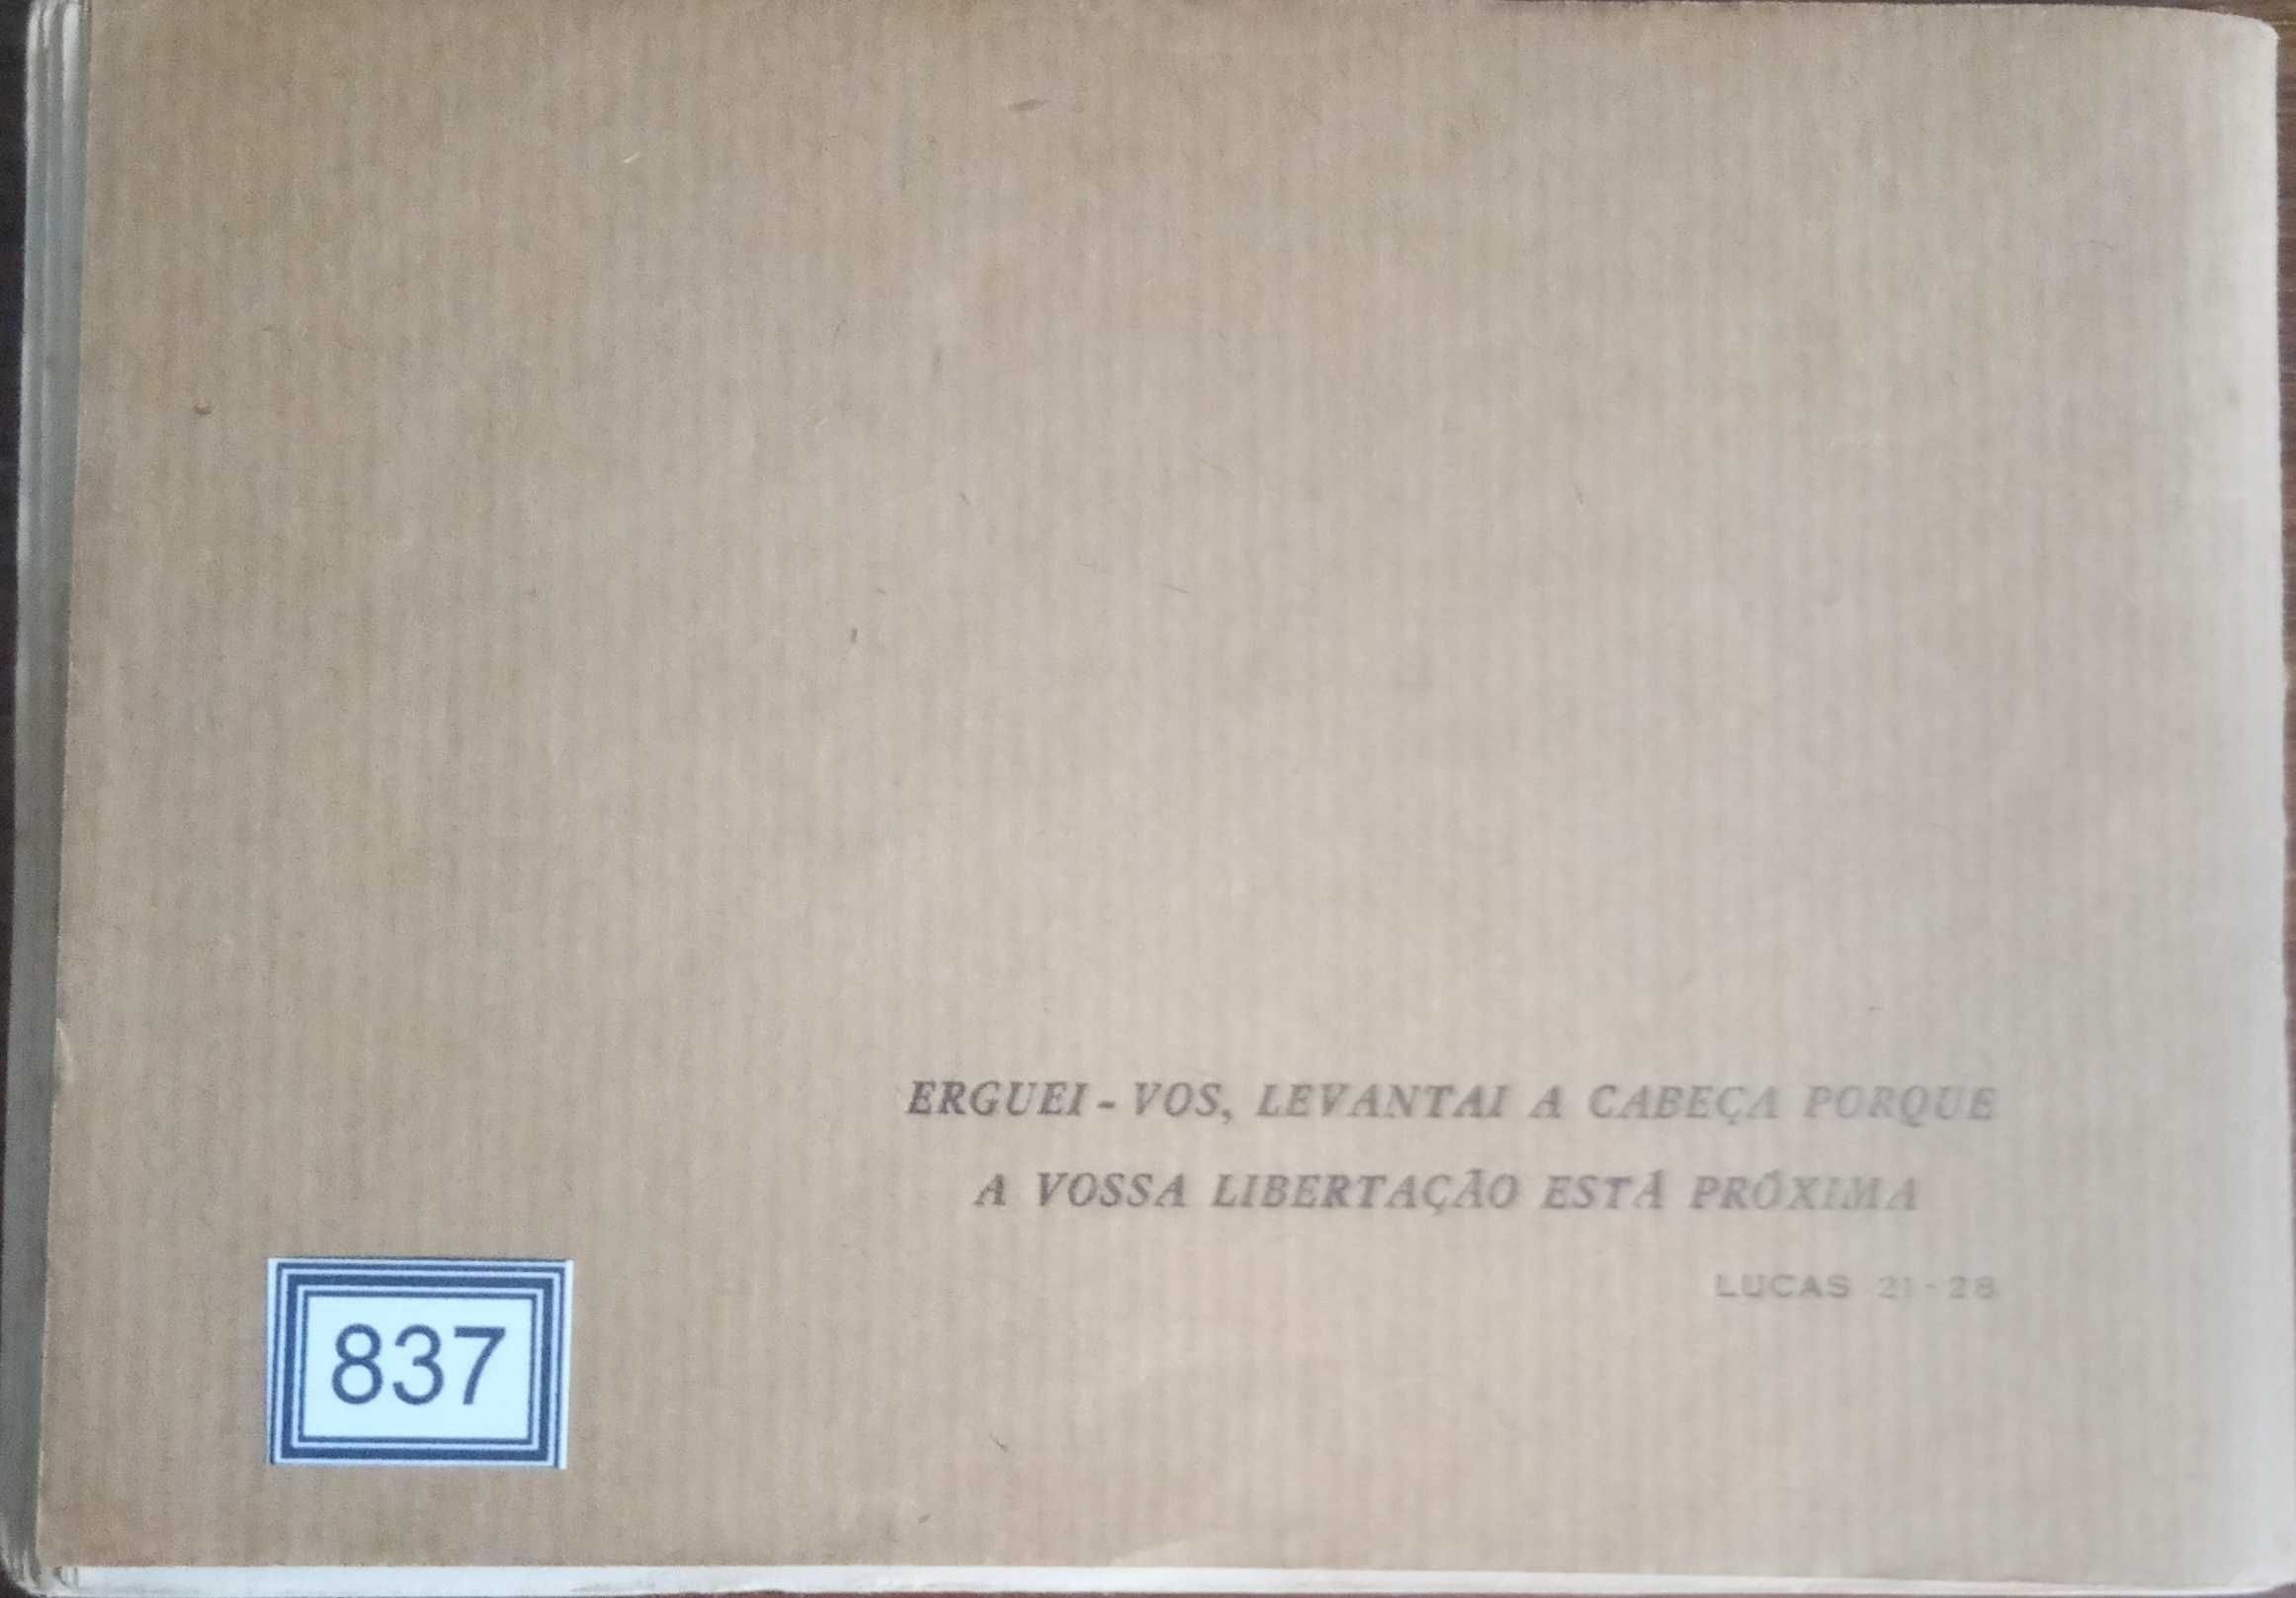 ERGUEI - VOS, LEVANTAI A CABEÇA PORQUE
A VOSSA LIBERTAÇÃO ESTÁ PRÓXIMA
LUCAS 21 - 28
837